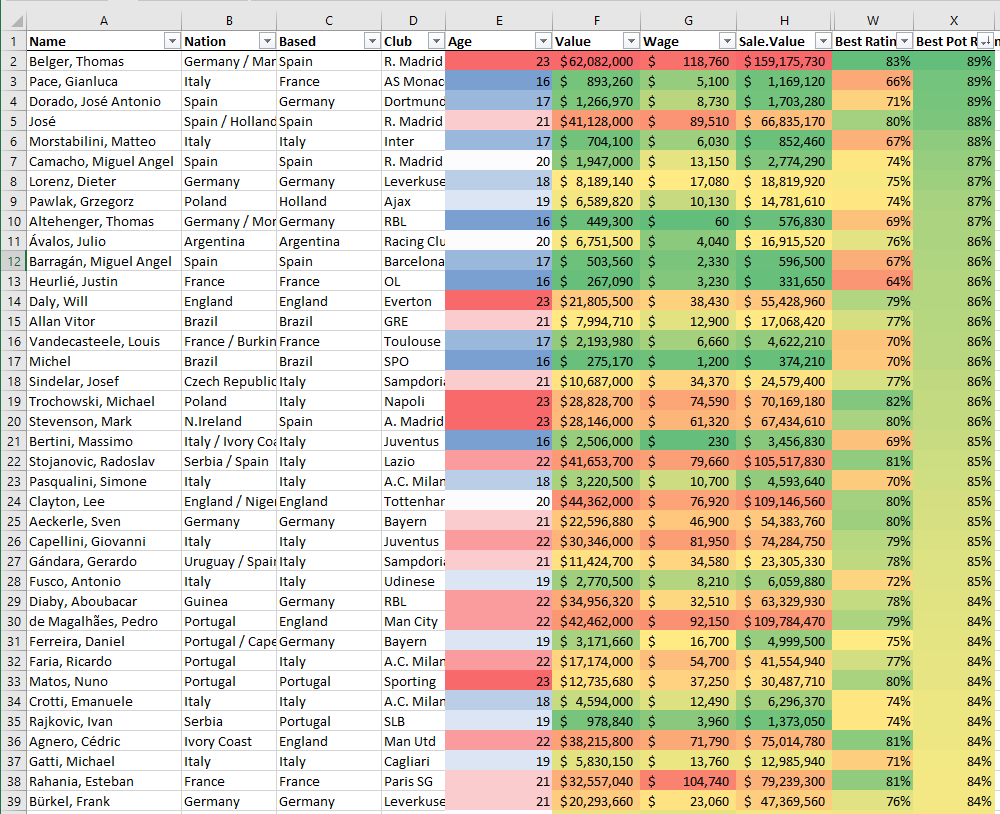 A B C D E F G H W X
1 Name Nation Based Club Age Value Wage Sale.Value Best Ratin Best Pot R n
2 Belger, Thomas Germany / Mar Spain R. Madrid 23 $62,082,000 $ 118,760 $159,175,730 83% 89%
3 Pace, Gianluca Italy France AS Monac 16 $ 893,260 $ 5,100 $ 1,169,120 66% 89%
4 Dorado, José Antonio Spain Germany Dortmund 17 $ 1,266,970 $ 8,730 $ 1,703,280 71% 89%
5 José Spain / Holland Spain R. Madrid 21 $41,128,000 $ 89,510 $ 66,835,170 80% 88%
6 Morstabilini, Matteo Italy Italy Inter 17 $ 704,100 $ 6,030 $ 852,460 67% 88%
7 Camacho, Miguel Angel Spain Spain R. Madrid 20 $ 1,947,000 $ 13,150 $ 2,774,290 74% 87%
8 Lorenz, Dieter Germany Germany Leverkuse 18 $ 8,189,140 $ 17,080 $ 18,819,920 75% 87%
9 Pawlak, Grzegorz Poland Holland Ajax 19 $ 6,589,820 $ 10,130 $ 14,781,610 74% 87%
10 Altehenger, Thomas Germany / Mor Germany RBL 16 $ 449,300 $ 60 $ 576,830 69% 87%
11 Ávalos, Julio Argentina Argentina Racing Clu 20 $ 6,751,500 $ 4,040 $ 16,915,520 76% 86%
12 Barragán, Miguel Angel Spain Spain Barcelona 17 $ 503,560 $ 2,330 $ 596,500 67% 86%
13 Heurlié, Justin France France OL 16 $ 267,090 $ 3,230 $ 331,650 64% 86%
14 Daly, Will England England Everton 23 $21,805,500 $ 38,430 $ 55,428,960 79% 86%
15 Allan Vitor Brazil Brazil GRE 21 $ 7,994,710 $ 12,900 $ 17,068,420 77% 86%
16 Vandecasteele, Louis France / Burkin France Toulouse 17 $ 2,193,980 $ 6,660 $ 4,622,210 70% 86%
17 Michel Brazil Brazil SPO 16 $ 275,170 $ 1,200 $ 374,210 70% 86%
18 Sindelar, Josef Czech Republic Italy Sampdori 21 $10,687,000 $ 34,370 $ 24,579,400 77% 86%
19 Trochowski, Michael Poland Italy Napoli 23 $28,828,700 $ 74,590 $ 70,169,180 82% 86%
20 Stevenson, Mark N.Ireland Spain A. Madrid 23 $28,146,000 $ 61,320 $ 67,434,610 80% 86%
21 Bertini, Massimo Italy / Ivory Coa Italy Juventus 16 $ 2,506,000 $ 230 $ 3,456,830 69% 85%
22 Stojanovic, Radoslav Serbia / Spain Italy Lazio 22 $41,653,700 $ 79,660 $105,517,830 81% 85%
23 Pasqualini, Simone Italy Italy A.C. Milan 18 $ 3,220,500 $ 10,700 $ 4,593,640 70% 85%
24 Clayton, Lee England / Niger England Tottenhar 20 $44,362,000 $ 76,920 $109,146,560 80% 85%
25 Aeckerle, Sven Germany Germany Bayern 21 $22,596,880 $ 46,900 $ 54,383,760 80% 85%
26 Capellini, Giovanni Italy Italy Juventus 22 $30,346,000 $ 81,950 $ 74,284,750 79% 85%
27 Gándara, Gerardo Uruguay / Spain Italy Sampdori 21 $11,424,700 $ 34,580 $ 23,305,330 78% 85%
28 Fusco, Antonio Italy Italy Udinese 19 $ 2,770,500 $ 8,210 $ 6,059,880 72% 85%
29 Diaby, Aboubacar Guinea Germany RBL 22 $34,956,320 $ 32,510 $ 63,329,930 78% 84%
30 de Magalhães, Pedro Portugal England Man City 22 $42,462,000 $ 92,150 $109,784,470 79% 84%
31 Ferreira, Daniel Portugal / Cape Germany Bayern 19 $ 3,171,660 $ 16,700 $ 4,999,500 75% 84%
32 Faria, Ricardo Portugal Italy A.C. Milan 22 $17,174,000 $ 54,700 $ 41,554,940 77% 84%
33 Matos, Nuno Portugal Portugal Sporting 23 $12,735,680 $ 37,250 $ 30,487,710 80% 84%
34 Crotti, Emanuele Italy Italy A.C. Milan 18 $ 4,594,000 $ 12,490 $ 6,296,370 74% 84%
35 Rajkovic, Ivan Serbia Portugal SLB 19 $ 978,840 $ 3,960 $ 1,373,050 74% 84%
36 Agnero, Cédric Ivory Coast England Man Utd 22 $38,215,800 $ 71,790 $ 75,014,780 81% 84%
37 Gatti, Michael Italy Italy Cagliari 19 $ 5,830,150 $ 13,760 $ 12,985,940 71% 84%
38 Rahania, Esteban France France Paris SG 21 $32,557,040 $ 104,740 $ 79,239,300 81% 84%
39 Bürkel, Frank Germany Germany Leverkuse 21 $20,293,660 $ 23,060 $ 47,369,560 76% 84%